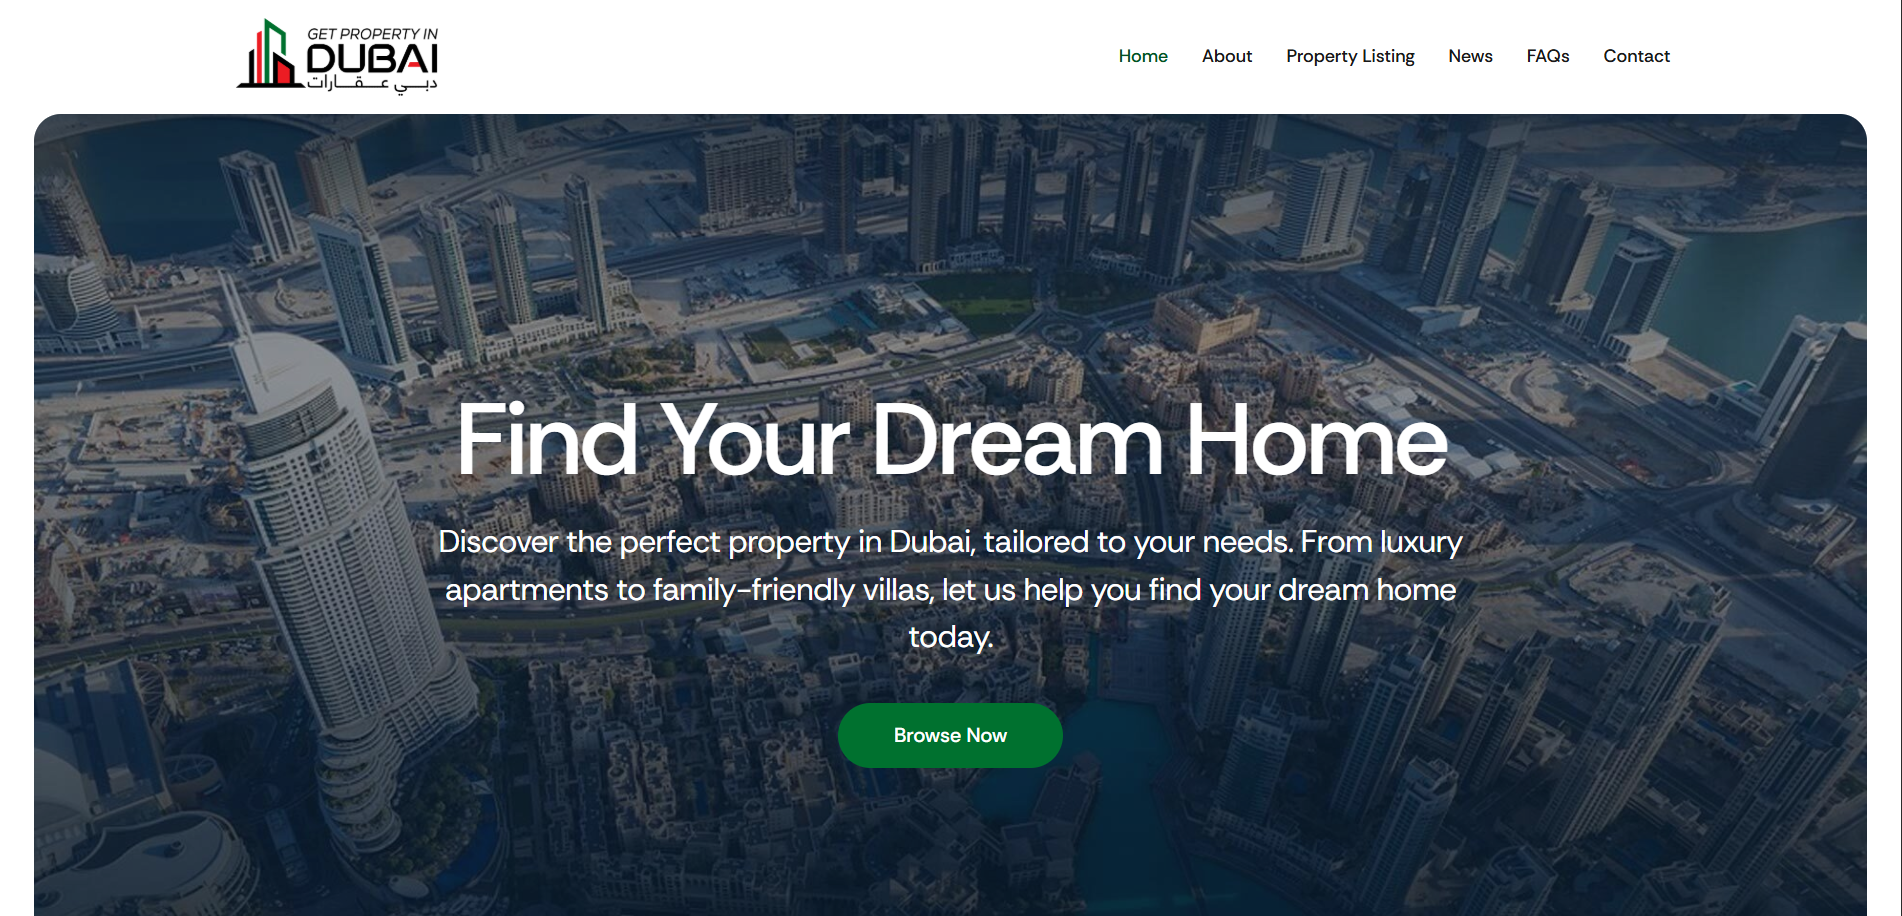 GET PROPERTY IN
DUBAI
دبي عقارات
Home
About
Property Listing
News
FAQs
Contact
Find Your Dream Home
Discover the perfect property in Dubai, tailored to your needs. From luxury
apartments to family-friendly villas, let us help you find your dream home
today.
Browse Now